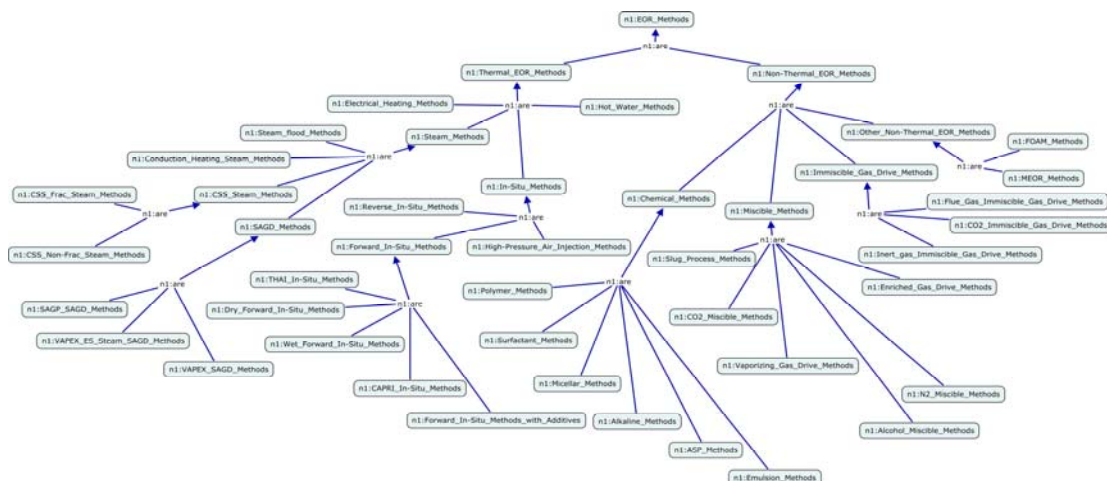 n1:EOR_Methods
n1:are
n1:Thermal_EOR_Methods
n1:Non-Thermal_EOR_Methods
n1:Electrical_Heating_Methods
n1:are
n1:Hot_Water_Methods
n1:are
n1:Steam_flood_Methods
n1:Steam_Methods
n1:Other_Non-Thermal_EOR_Methods
n1:FOAM_Methods
n1:Conduction_Heating_Steam_Methods
n1:are
n1:are
n1:Immiscible_Gas_Drive_Methods
n1:MEOR_Methods
n1:CSS_Frac_Steam_Methods
n1:CSS_Steam_Methods
n1:In-Situ_Methods
n1:Chemical_Methods
n1:Flue_Gas_Immiscible_Gas_Drive_Methods
n1:are
n1:Reverse_In-Situ_Methods
n1:are
n1:Miscible_Methods
n1:are
n1:CO2_Immiscible_Gas_Drive_Methods
n1:SAGD_Methods
n1:CSS_Non-Frac_Steam_Methods
n1:Forward_In-Situ_Methods
n1:High-Pressure_Air_Injection_Methods
n1:are
n1:Inert_gas_Immiscible_Gas_Drive_Methods
n1:Slug_Process_Methods
n1:are
n1:THAI_In-Situ_Methods
n1:are
n1:Enriched_Gas_Drive_Methods
n1:Polymer_Methods
n1:SAGP_SAGD_Methods
n1:Dry_Forward_In-Situ_Methods
n1:are
n1:CO2_Miscible_Methods
n1:VAPEX_ES_Steam_SAGD_Methods
n1:Wet_Forward_In-Situ_Methods
n1:Surfactant_Methods
n1:VAPEX_SAGD_Methods
n1:Vaporizing_Gas_Drive_Methods
n1:CAPRI_In-Situ_Methods
n1:Micellar_Methods
n1:N2_Miscible_Methods
n1:Forward_In-Situ_Methods_with_Additives
n1:Alkaline_Methods
n1:Alcohol_Miscible_Methods
n1:ASP_Methods
n1:Emulsion_Methods